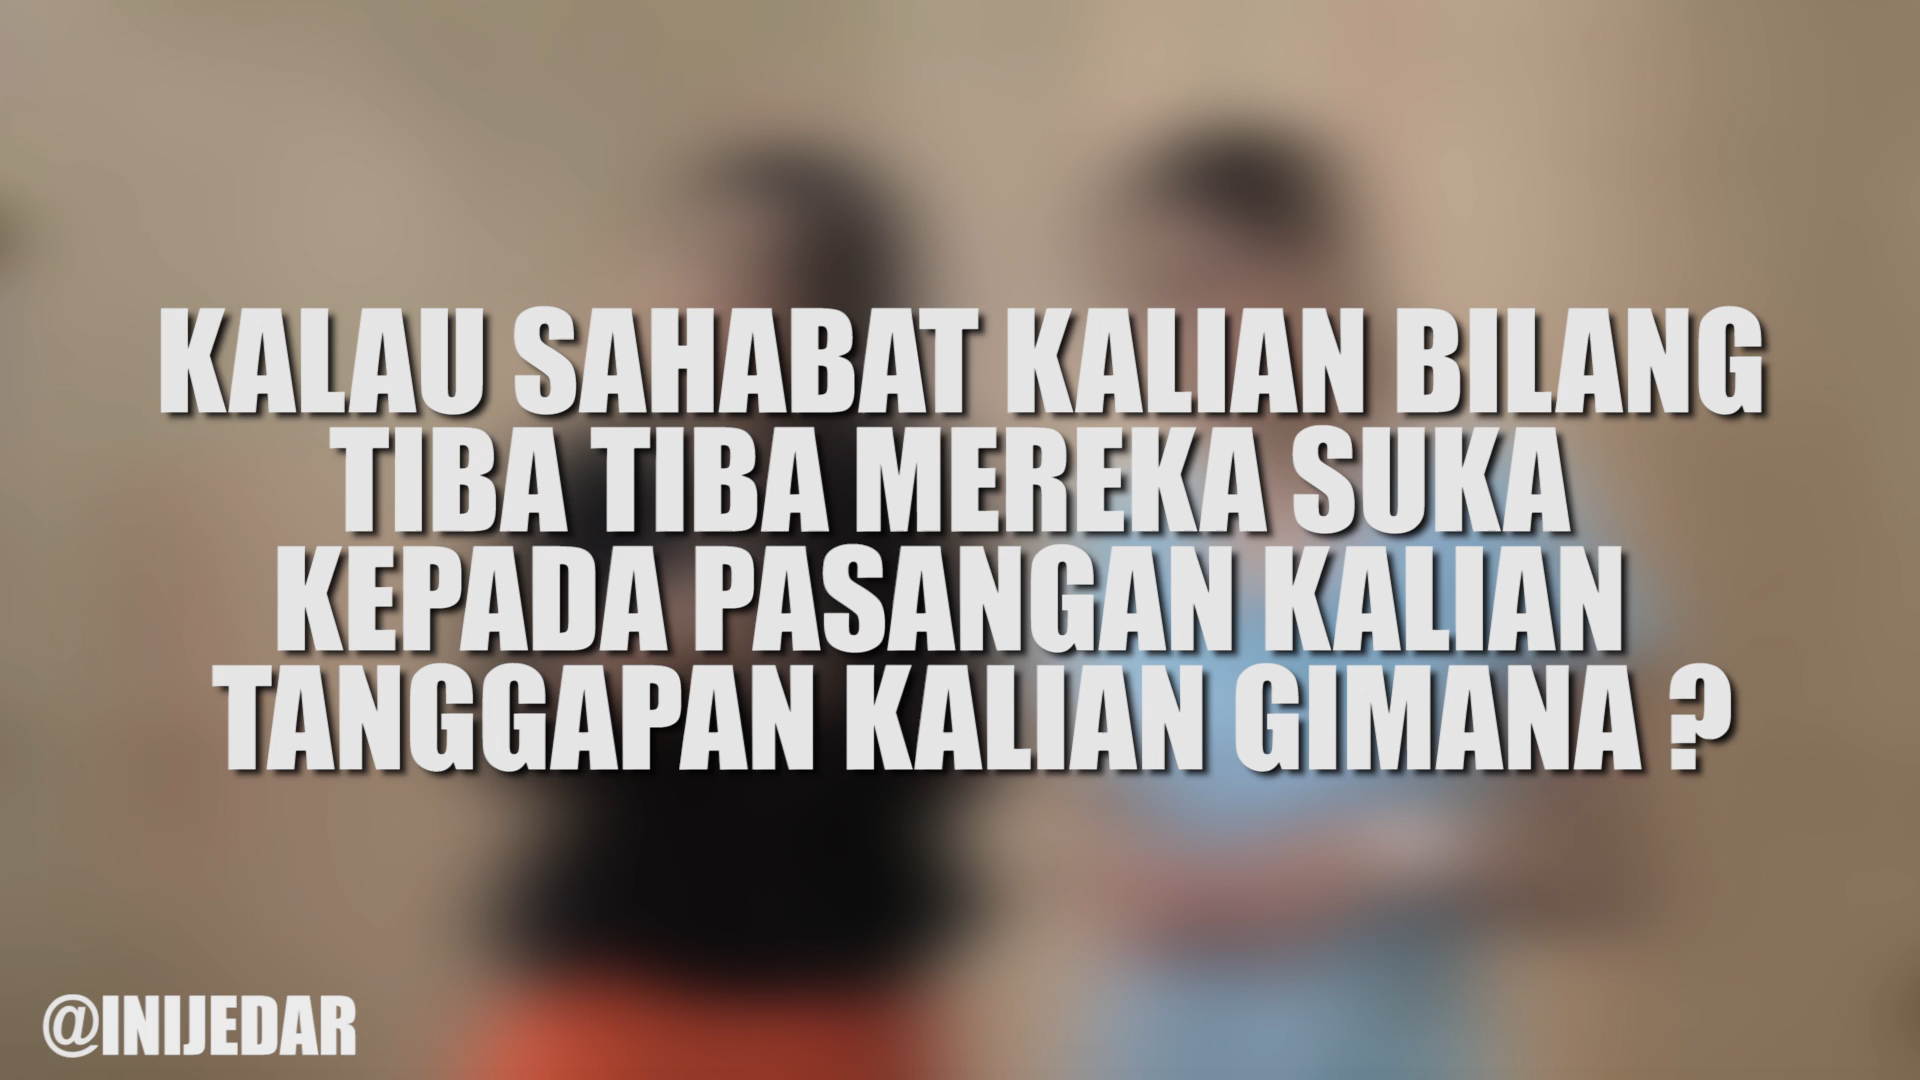 KALAU SAHABAT KALIAN BILANG
TIBA TIBA MEREKA SUKA
KEPADA PASANGAN KALIAN
TANGGAPAN KALIAN GIMANA ?
@INIJEDAR